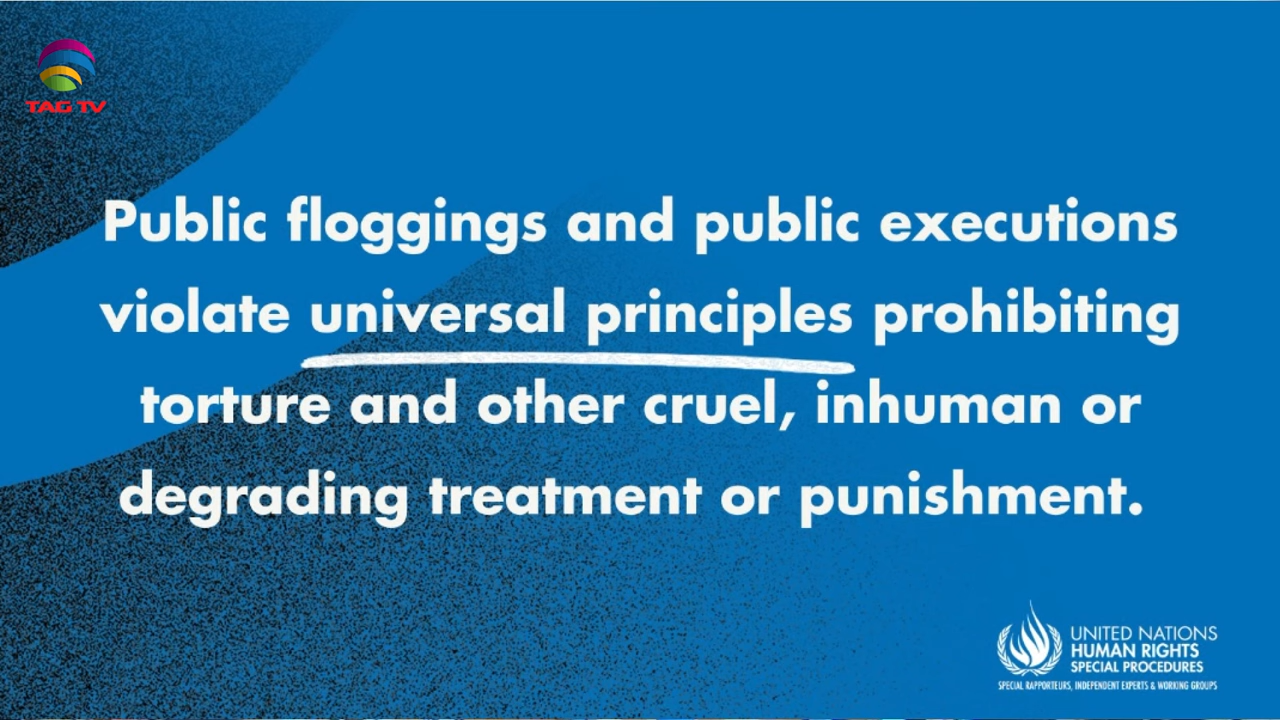 TAG TV
Public floggings and public executions
violate universal principles prohibiting
torture and other cruel, inhuman or
degrading treatment or punishment.
UNITED NATIONS
HUMAN RIGHTS
SPECIAL PROCEDURES
SPECIAL RAPPORTEURS, INDEPENDENT EXPERTS & WORKING GROUPS